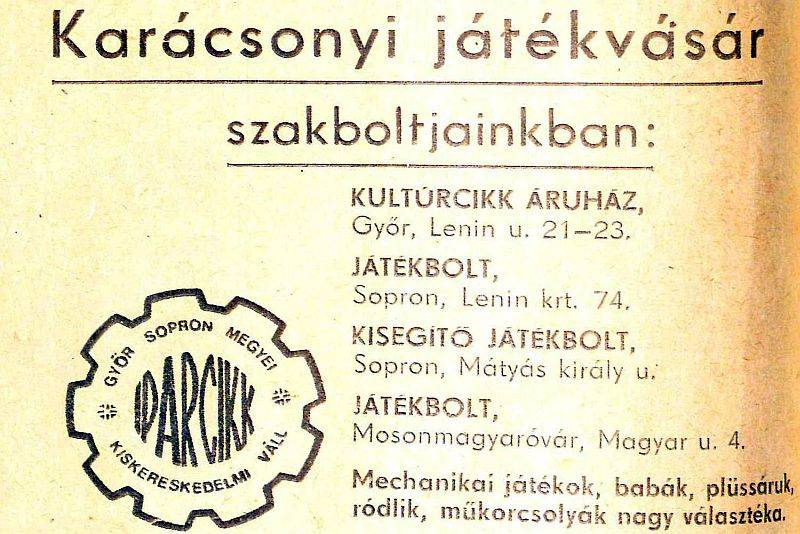 Karácsonyi játékvásár
szakboltjainkban:
KULTÚRCIKK ÁRUHÁZ,
Győr, Lenin u. 21—23.
JÁTÉKBOLT,
Sopron, Lenin krt. 74.
KISEGÍTŐ JÁTÉKBOLT,
Sopron, Mátyás király u.
JÁTÉKBOLT,
Mosonmagyaróvár, Magyar u. 4.
Mechanikai játékok, babák, plüssáruk,
ródlik, műkorcsolyák nagy választéka.
GYŐR SOPRON MEGYEI
IPARCIKK
KISKERESKEDELMI VÁLL